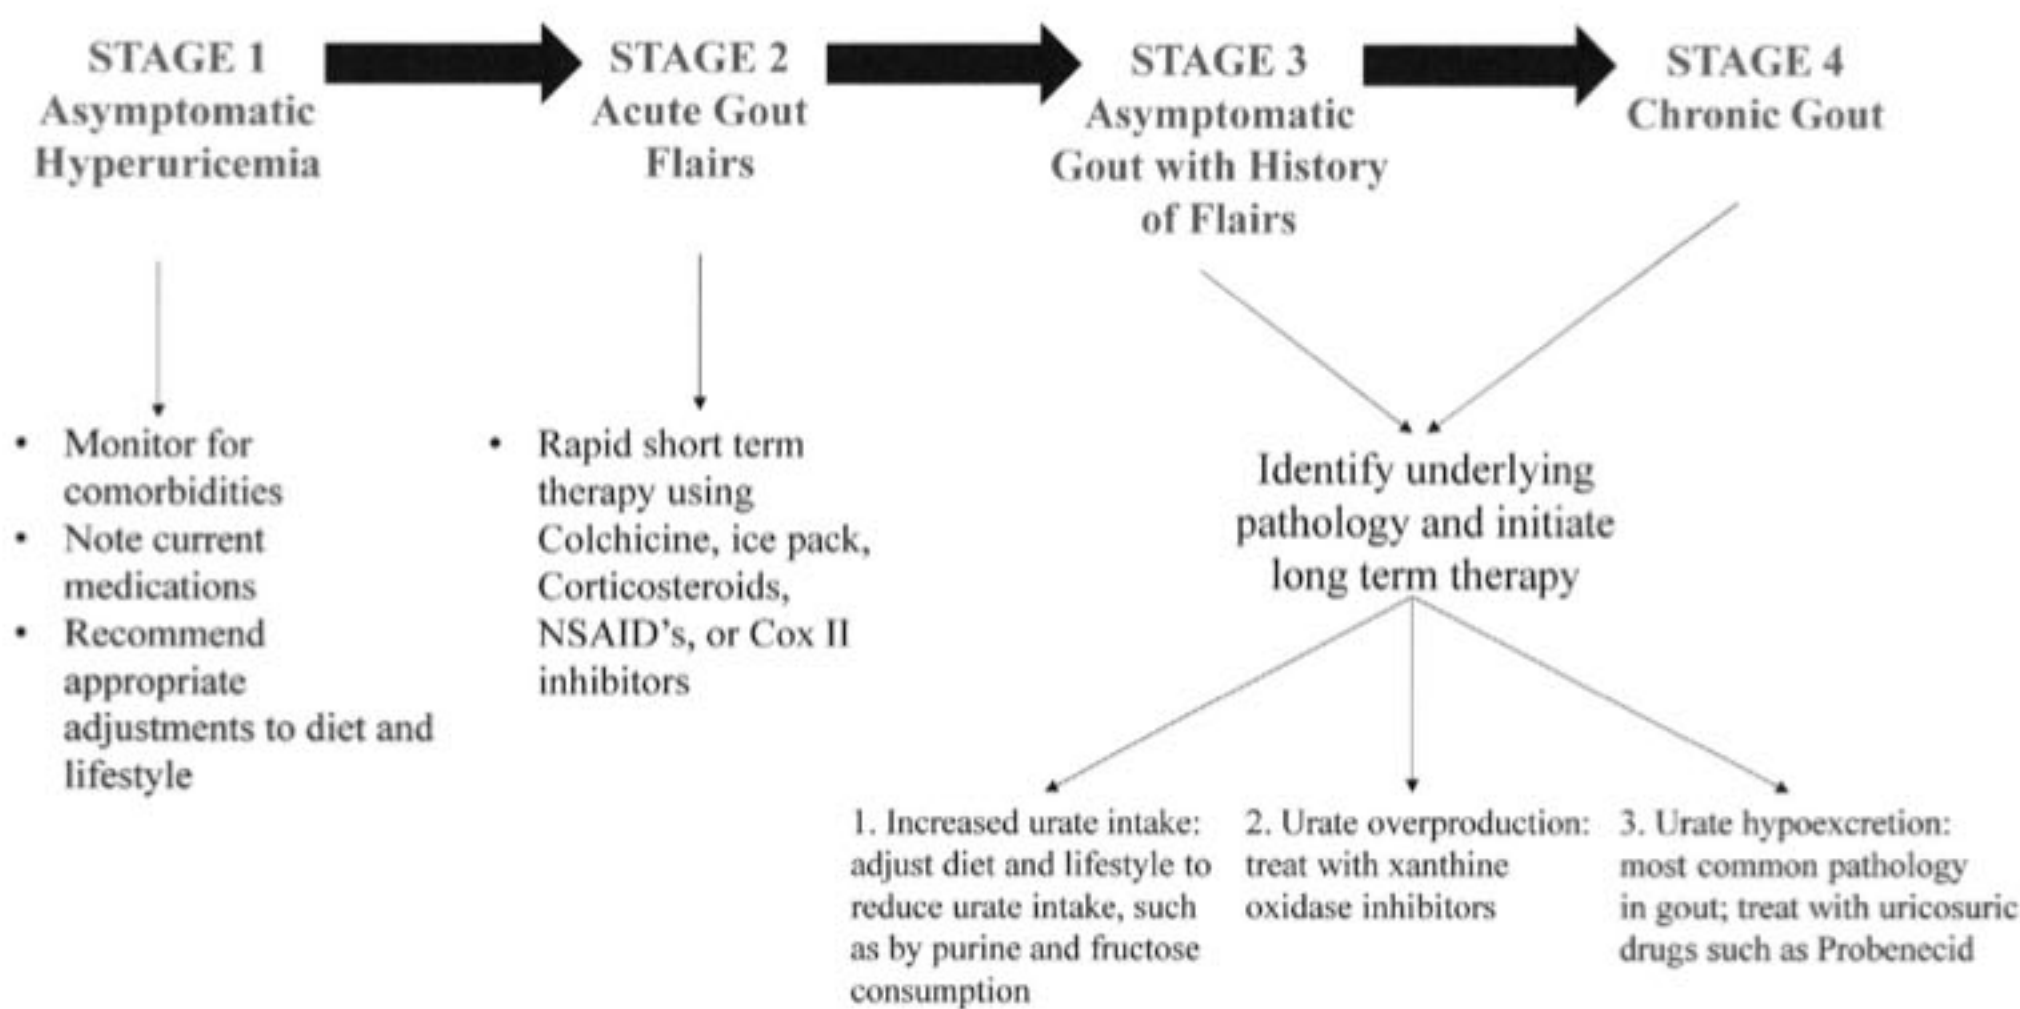 STAGE 1
Asymptomatic
Hyperuricemia
STAGE 2
Acute Gout
Flairs
STAGE 3
Asymptomatic
Gout with History
of Flairs
STAGE 4
Chronic Gout
• Monitor for
comorbidities
• Note current
medications
• Recommend
appropriate
adjustments to diet and
lifestyle
• Rapid short term
therapy using
Colchicine, ice pack,
Corticosteroids,
NSAID's, or Cox II
inhibitors
Identify underlying
pathology and initiate
long term therapy
1. Increased urate intake:
adjust diet and lifestyle to
reduce urate intake, such
as by purine and fructose
consumption
2. Urate overproduction:
treat with xanthine
oxidase inhibitors
3. Urate hypoexcretion:
most common pathology
in gout; treat with uricosuric
drugs such as Probenecid